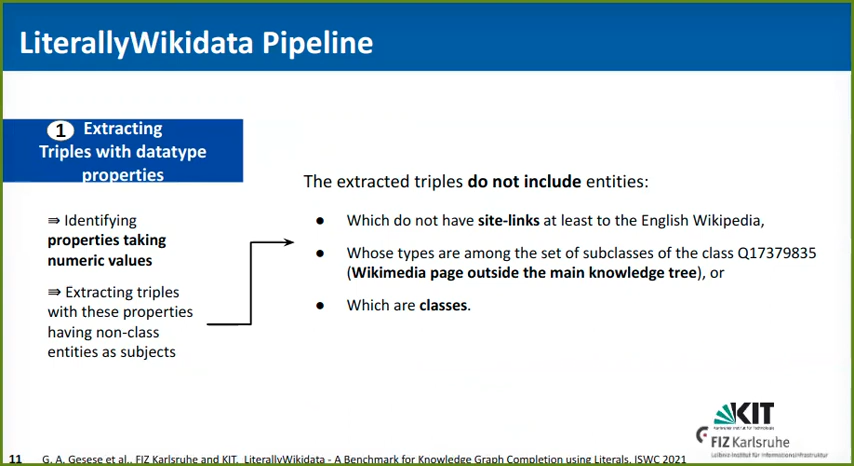 LiterallyWikidata Pipeline
1 Extracting
Triples with datatype
properties
⇛ Identifying
properties taking
numeric values
⇛ Extracting triples
with these properties
having non-class
entities as subjects
The extracted triples do not include entities:
● Which do not have site-links at least to the English Wikipedia,
● Whose types are among the set of subclasses of the class Q17379835
(Wikimedia page outside the main knowledge tree), or
● Which are classes.
KIT
FIZ Karlsruhe
Leibniz-Institut für Informationsinfrastruktur
11 G. A. Gesese et al., FIZ Karlsruhe and KIT, LiterallyWikidata - A Benchmark for Knowledge Graph Completion using Literals, ISWC 2021